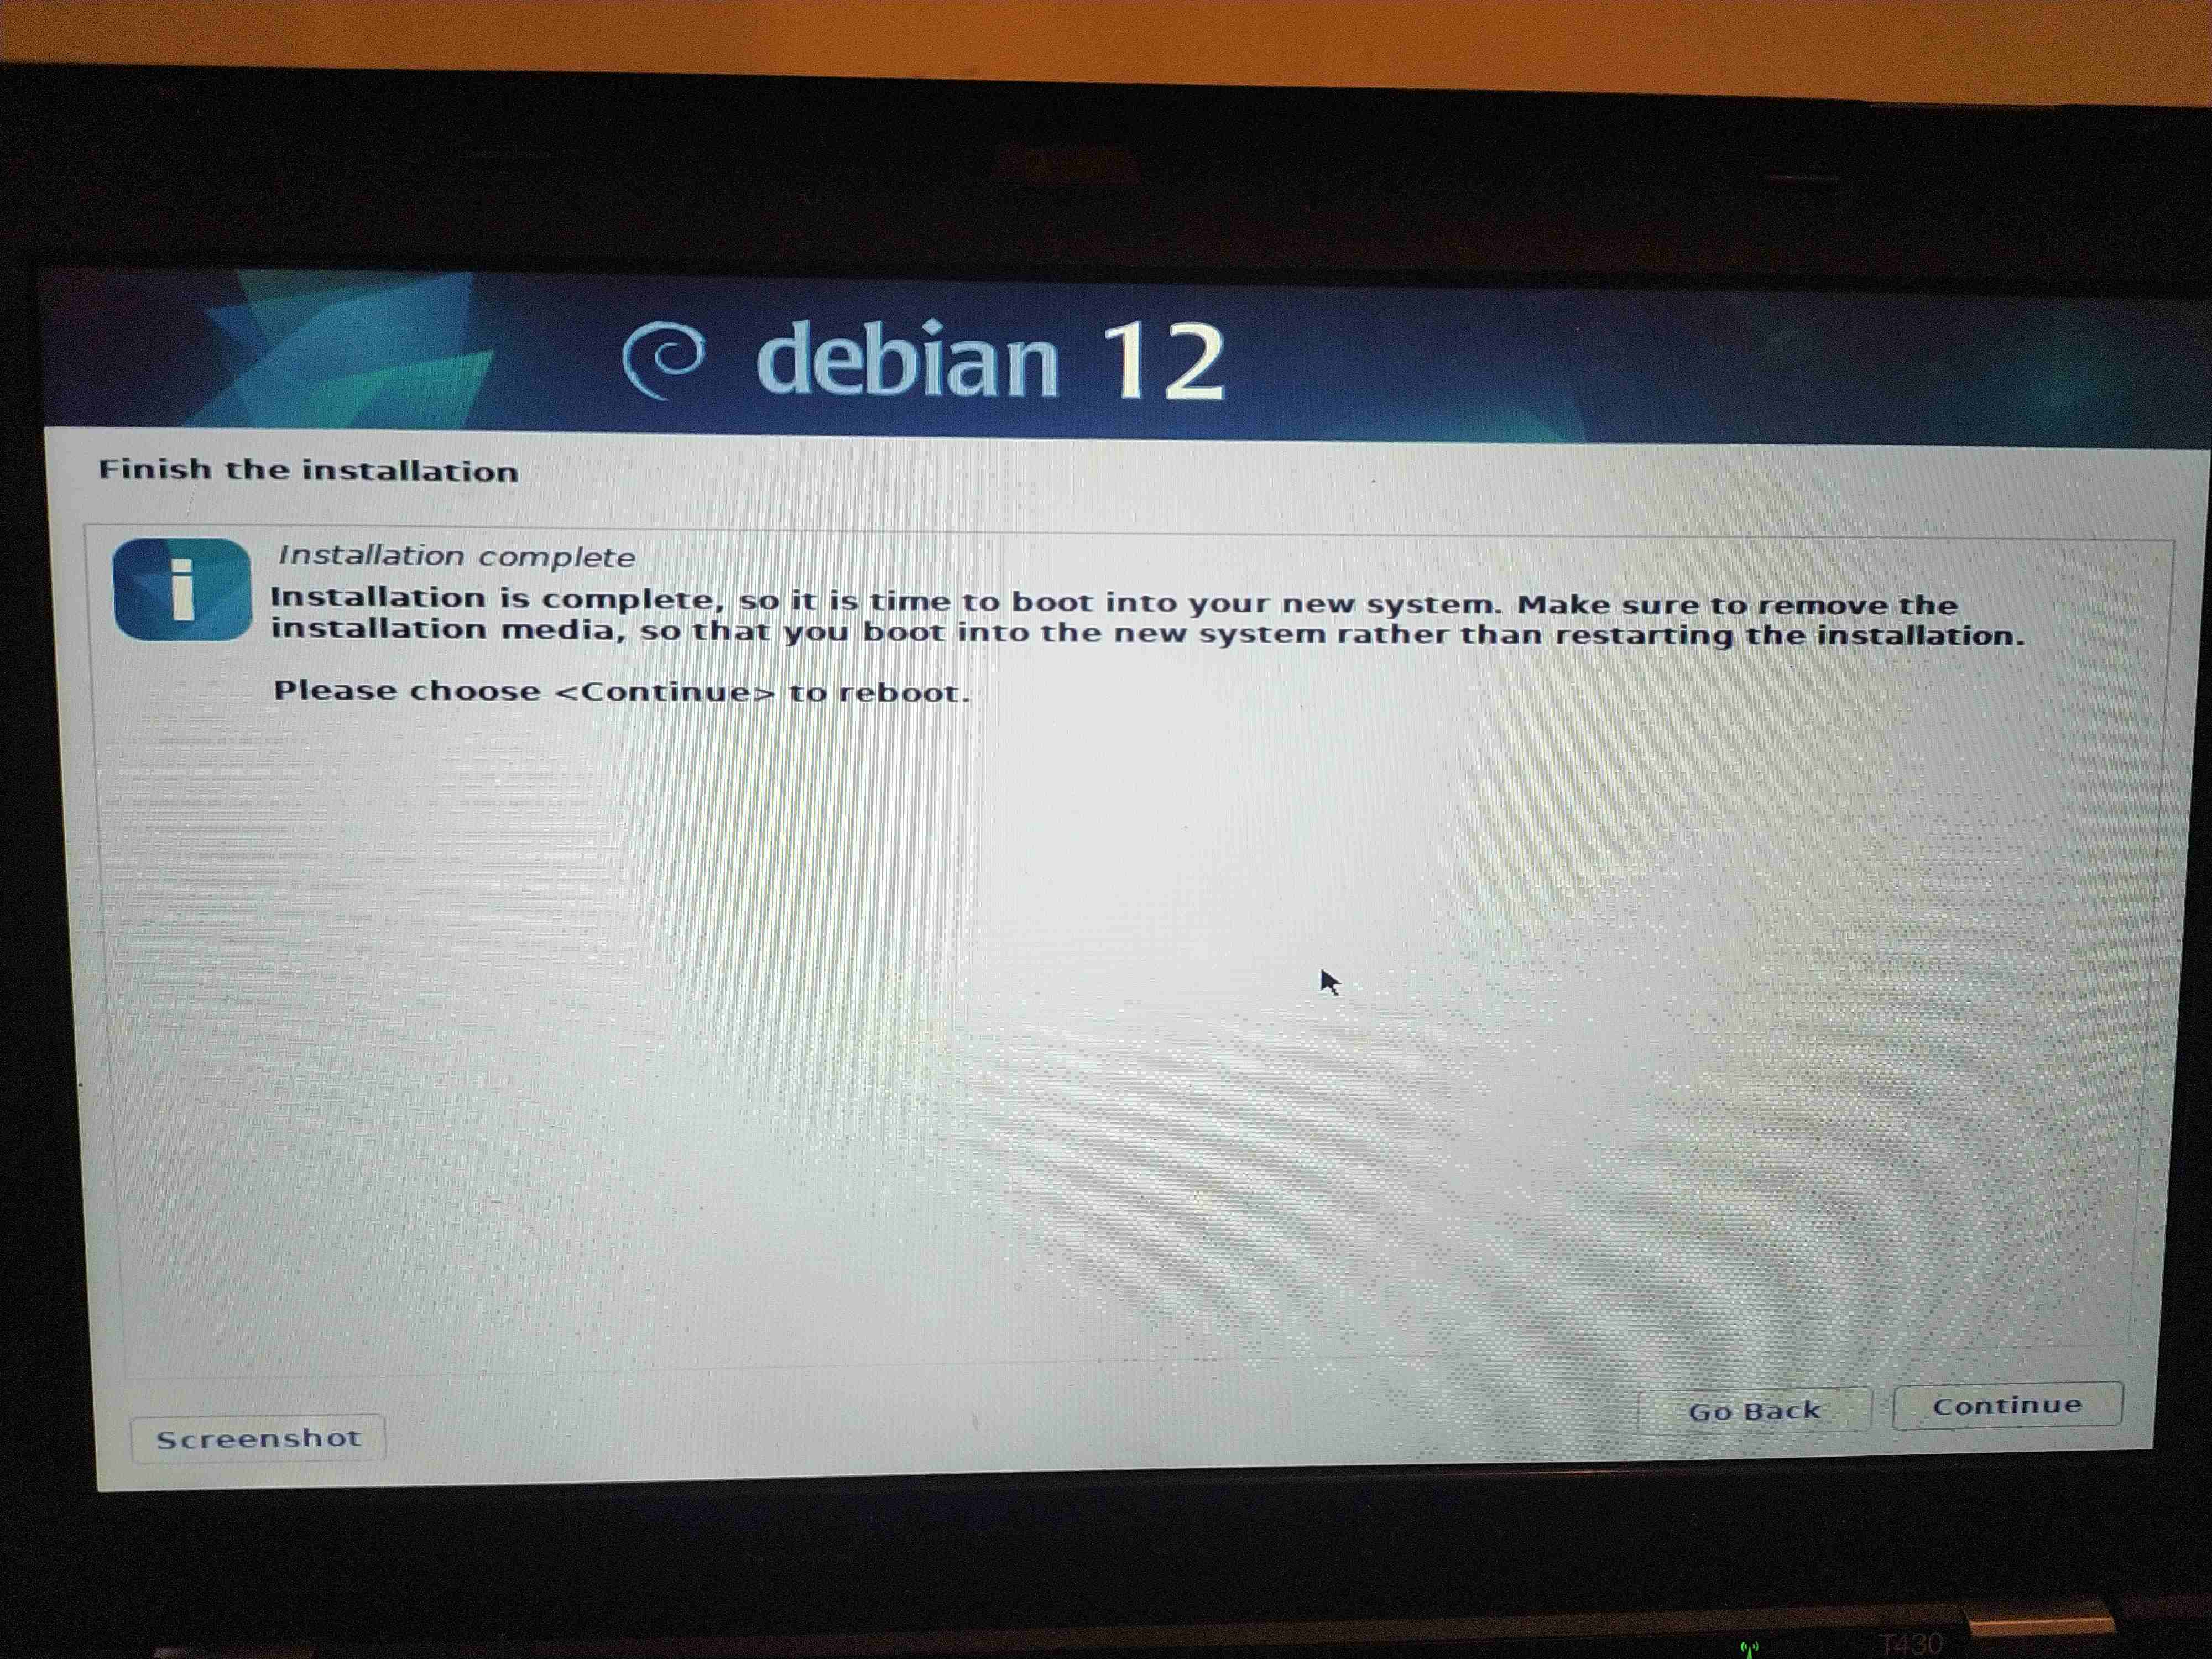 debian 12
Finish the installation
Installation complete
Installation is complete, so it is time to boot into your new system. Make sure to remove the
installation media, so that you boot into the new system rather than restarting the installation.
Please choose <Continue> to reboot.
Screenshot
Go Back
Continue
T430